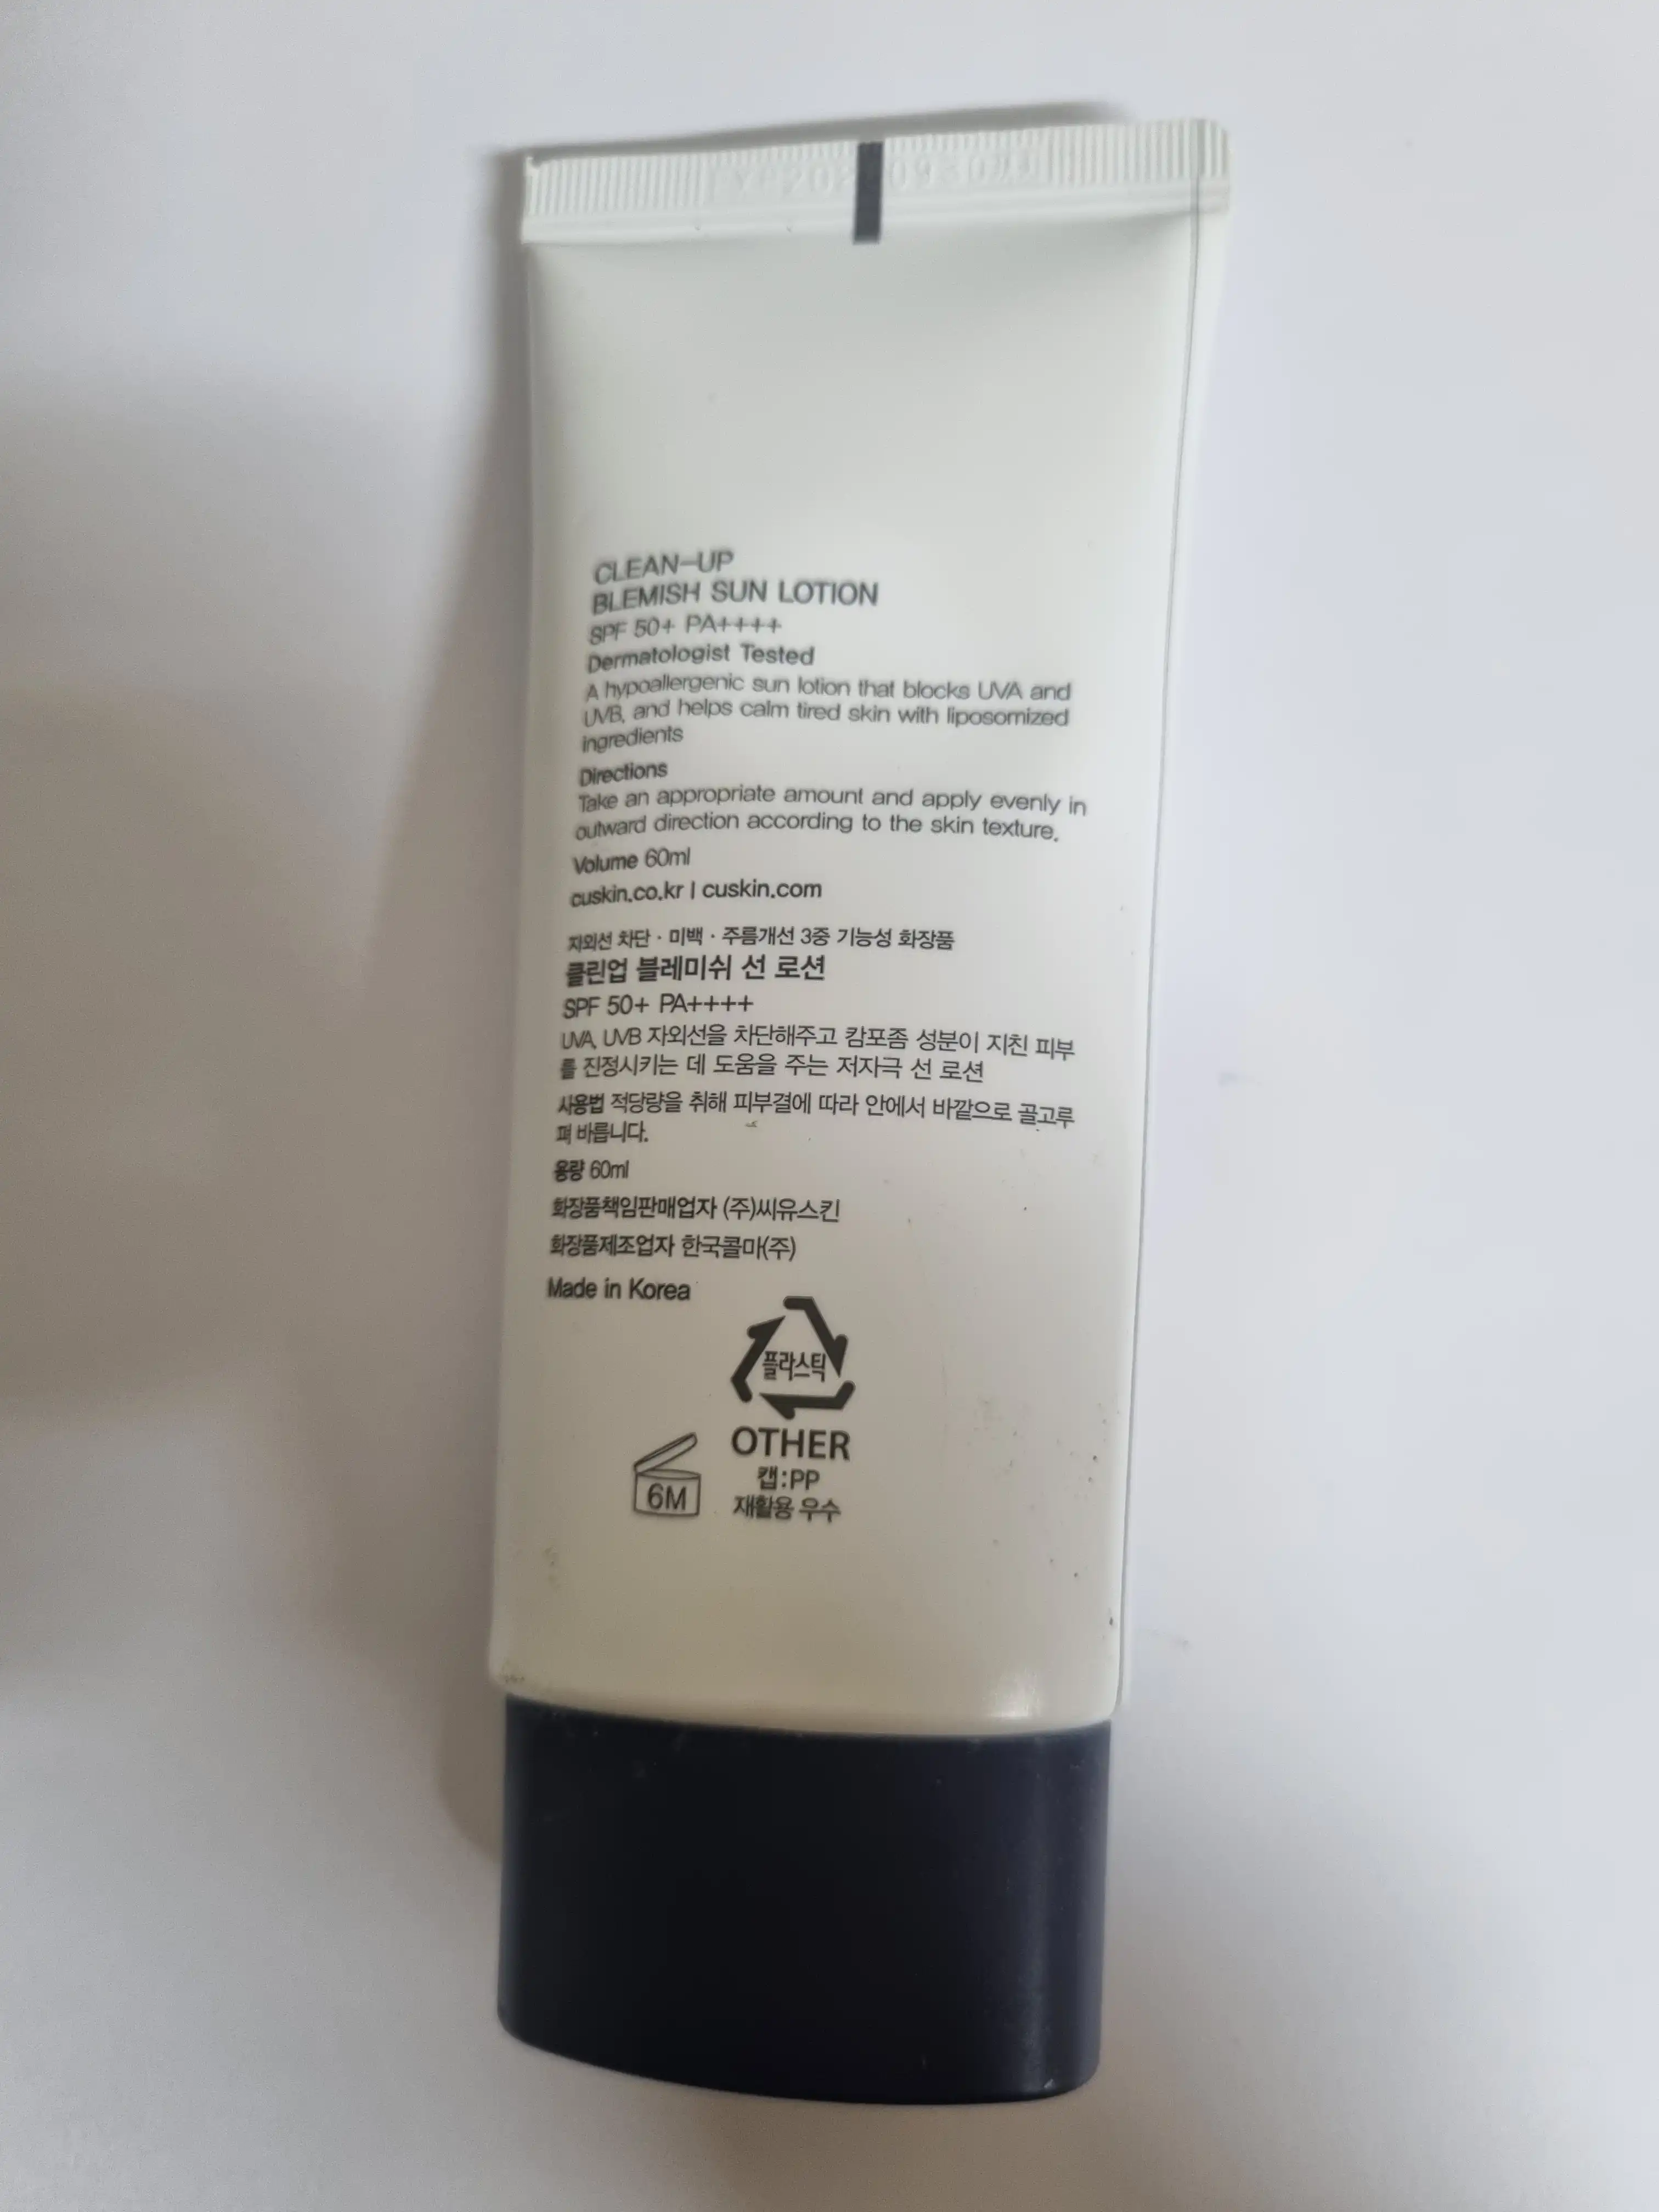 CLEAN-UP
BLEMISH SUN LOTION
SPF 50+ PA++++
Dermatologist Tested
A hypoallergenic sun lotion that blocks UVA and
UVB, and helps calm tired skin with liposomized
ingredients
Directions
Take an appropriate amount and apply evenly in
outward direction according to the skin texture.
Volume 60ml
cuskin.co.kr | cuskin.com
자외선 차단 · 미백 · 주름개선 3중 기능성 화장품
클린업 블레미쉬 선 로션
SPF 50+ PA++++
UVA, UVB 자외선을 차단해주고 캄포좀 성분이 지친 피부
를 진정시키는 데 도움을 주는 저자극 선 로션
사용법 적당량을 취해 피부결에 따라 안에서 바깥으로 골고루
펴 바릅니다.
용량 60ml
화장품책임판매업자 (주)씨유스킨
화장품제조업자 한국콜마(주)
Made in Korea
플라스틱
OTHER
캡:PP
재활용 우수
6M